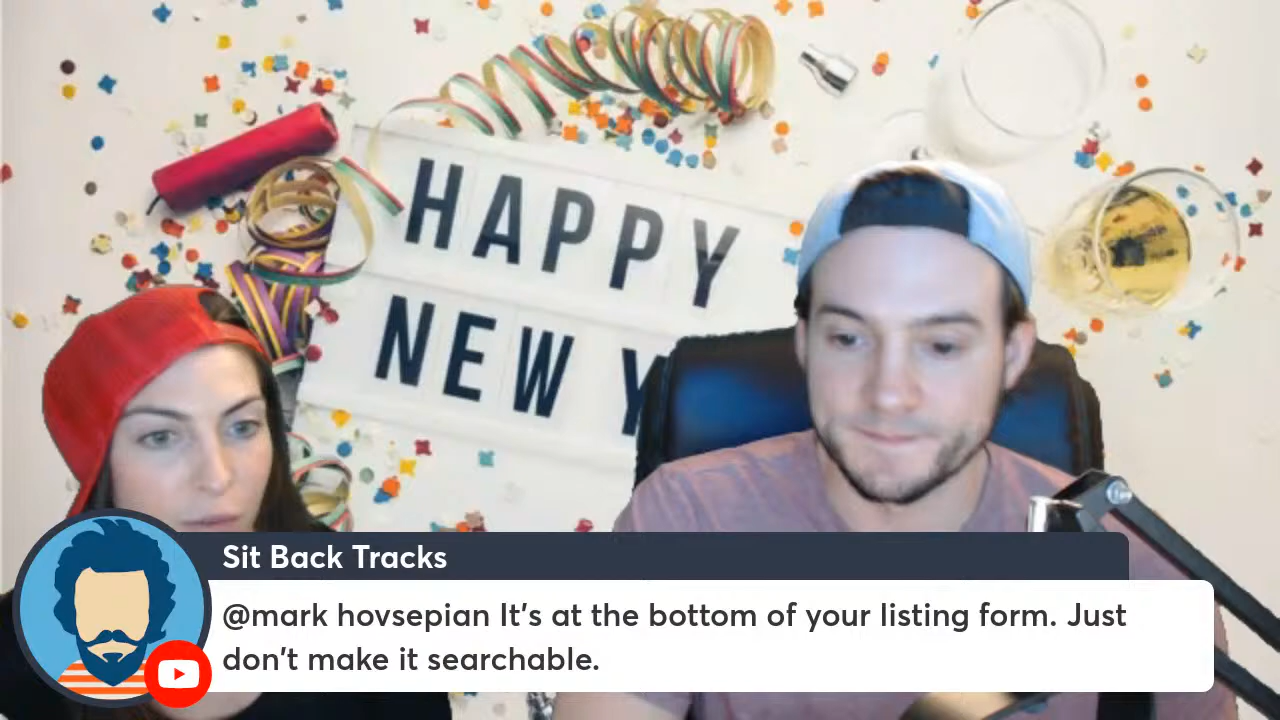 HAPPY
NEW Y
Sit Back Tracks
@mark hovsepian It's at the bottom of your listing form. Just
don't make it searchable.